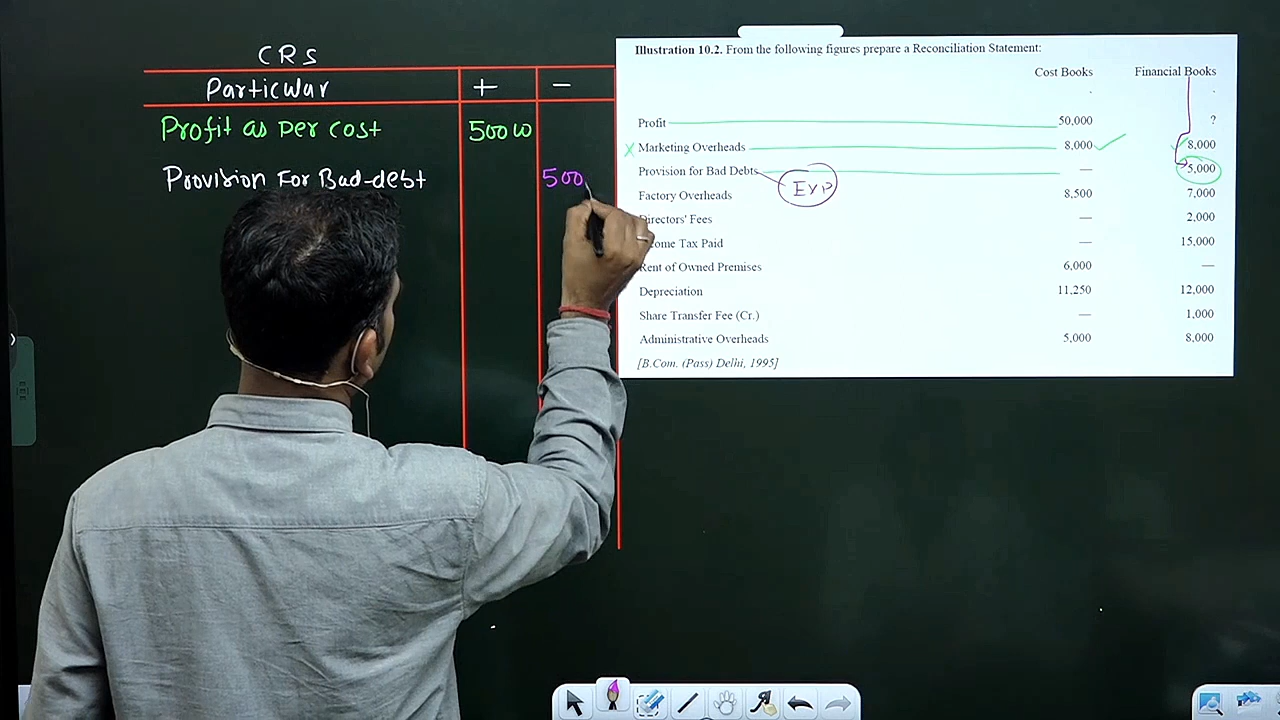 CRS
Particular + −
Profit as per cost 50000
Provision For Bad-debt 500
Illustration 10.2. From the following figures prepare a Reconciliation Statement:
Cost Books Financial Books
Profit 50,000 ?
x Marketing Overheads 8,000 ✓ 8,000
Provision for Bad Debts — 5,000
Exp
Factory Overheads 8,500 7,000
Directors' Fees — 2,000
ome Tax Paid — 15,000
Rent of Owned Premises 6,000 —
Depreciation 11,250 12,000
Share Transfer Fee (Cr.) — 1,000
Administrative Overheads 5,000 8,000
[B.Com. (Pass) Delhi, 1995]